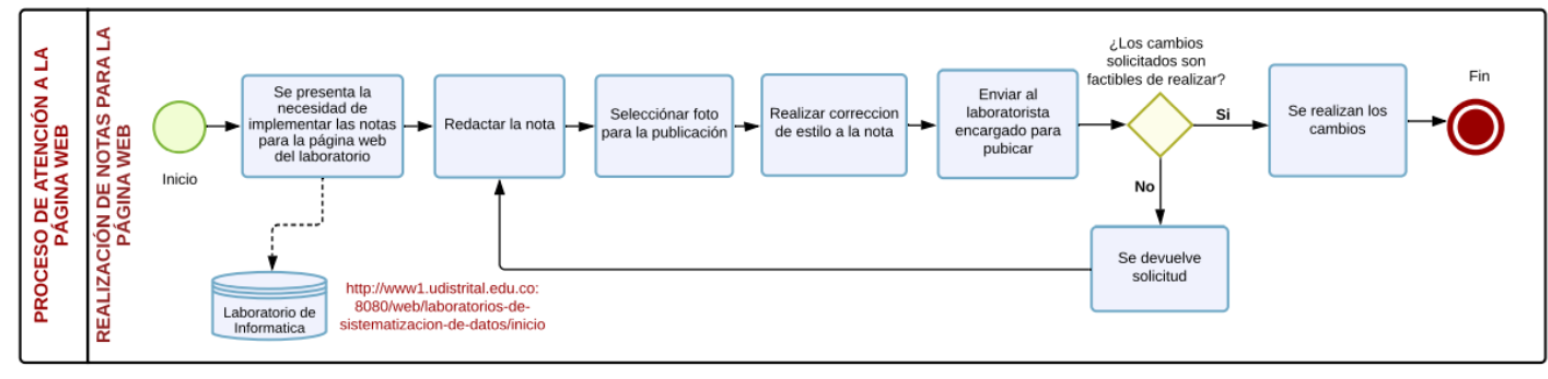 PROCESO DE ATENCIÓN A LA
PÁGINA WEB
REALIZACIÓN DE NOTAS PARA LA
PÁGINA WEB
Inicio
Se presenta la
necesidad de
implementar las notas
para la página web
del laboratorio
Redactar la nota
Selecciónar foto
para la publicación
Realizar correccion
de estilo a la nota
Enviar al
laboratorista
encargado para
pubicar
¿Los cambios
solicitados son
factibles de realizar?
Si
Se realizan los
cambios
Fin
No
Se devuelve
solicitud
Laboratorio de
Informatica
http://www1.udistrital.edu.co:
8080/web/laboratorios-de-
sistematizacion-de-datos/inicio